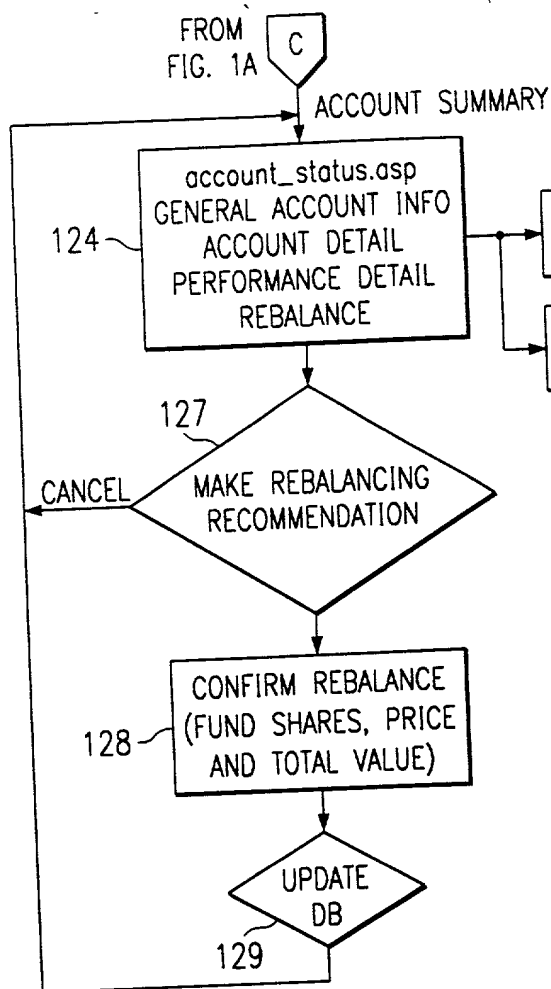 FROM
FIG. 1A
C
ACCOUNT SUMMARY
124
account_status.asp
GENERAL ACCOUNT INFO
ACCOUNT DETAIL
PERFORMANCE DETAIL
REBALANCE
127
CANCEL
MAKE REBALANCING
RECOMMENDATION
128
CONFIRM REBALANCE
(FUND SHARES, PRICE
AND TOTAL VALUE)
UPDATE
DB
129